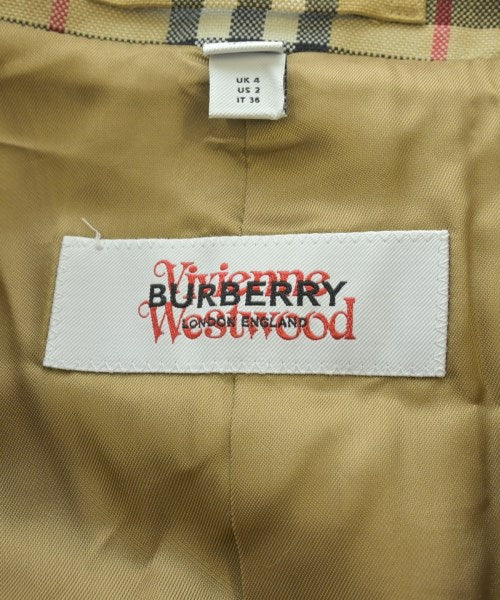 UK 4
US 2
IT 36
Vivienne
BURBERRY
Westwood
LONDON ENGLAND